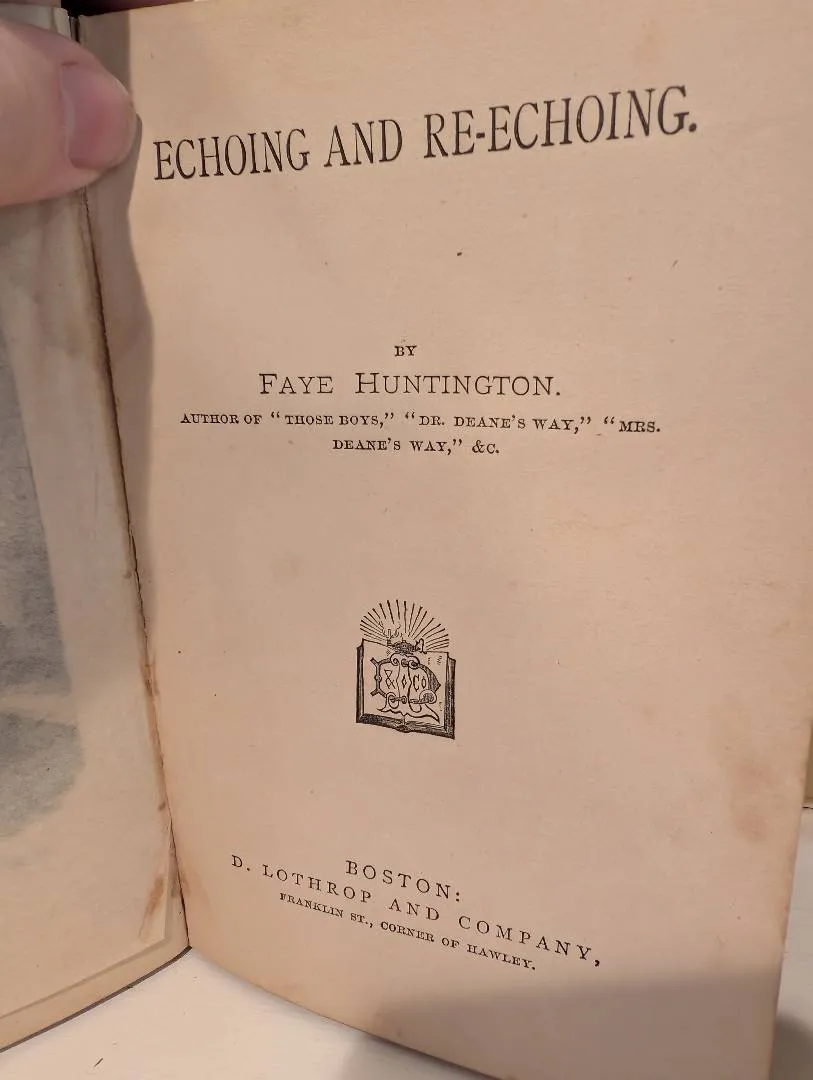 ECHOING AND RE-ECHOING.
BY
FAYE HUNTINGTON.
AUTHOR OF "THOSE BOYS," "DR. DEANE'S WAY," "MRS.
DEANE'S WAY," &C.
BOSTON:
D. LOTHROP AND COMPANY,
FRANKLIN ST., CORNER OF HAWLEY.